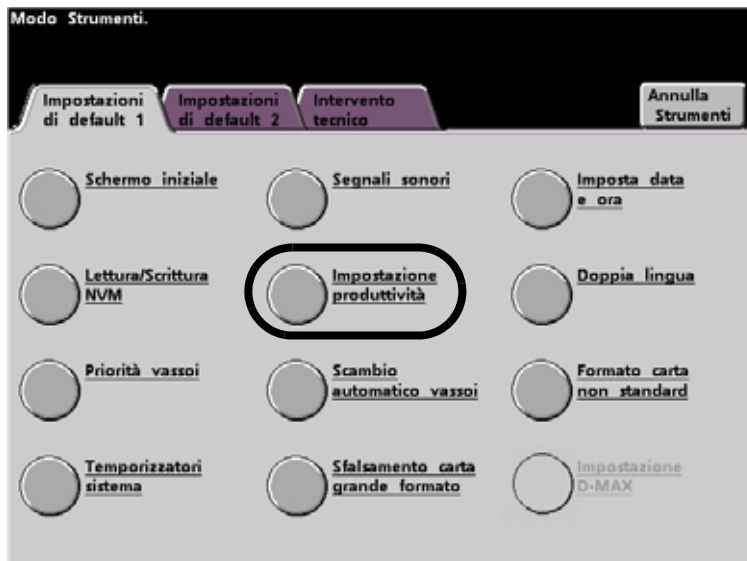 Modo Strumenti.
Impostazioni
di default 1
Impostazioni
di default 2
Intervento
tecnico
Annulla
Strumenti
Schermo iniziale
Segnali sonori
Imposta data
e ora
Lettura/Scrittura
NVM
Impostazione
produttività
Doppia lingua
Priorità vassoi
Scambio
automatico vassoi
Formato carta
non standard
Temporizzatori
sistema
Sfalsamento carta
grande formato
Impostazione
D-MAX